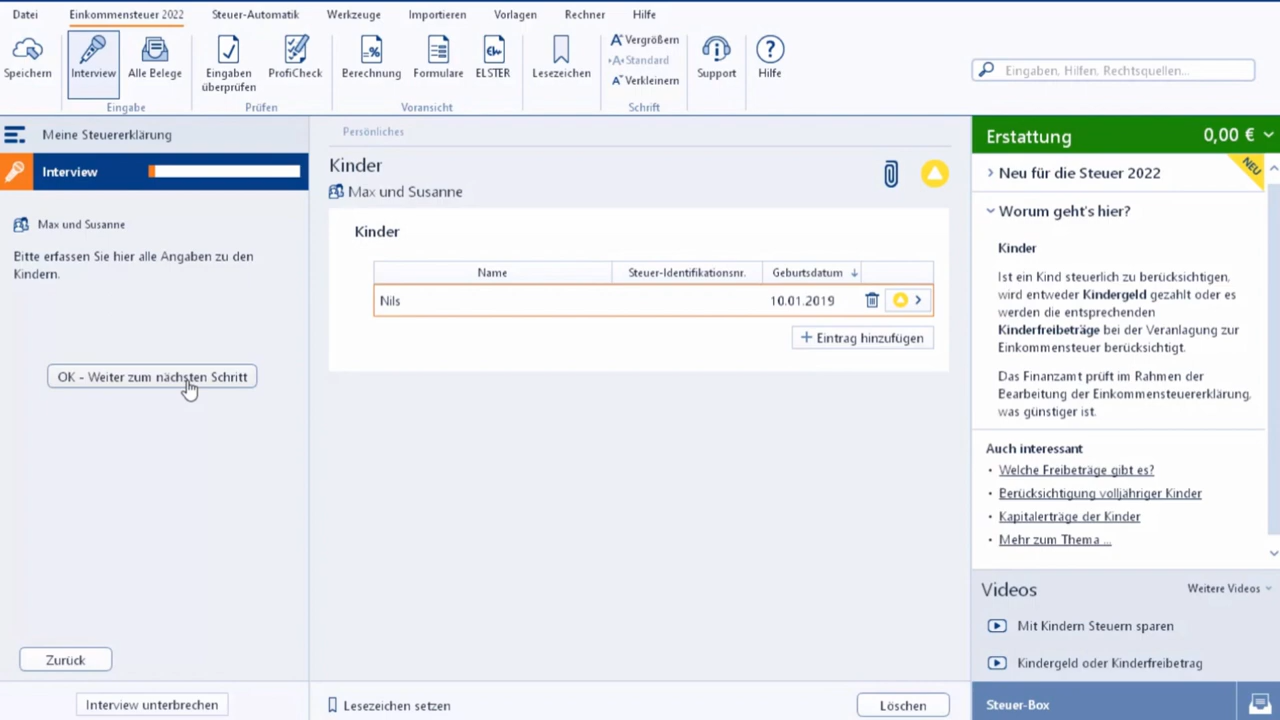 Datei Einkommensteuer 2022 Steuer-Automatik Werkzeuge Importieren Vorlagen Rechner Hilfe
Speichern Interview Alle Belege Eingaben überprüfen ProfiCheck Berechnung Formulare ELSTER Lesezeichen
Vergrößern
Standard
Verkleinern
Support Hilfe
Eingabe Prüfen Voransicht Schrift
Eingaben, Hilfen, Rechtsquellen...
Meine Steuererklärung
Interview
Max und Susanne
Bitte erfassen Sie hier alle Angaben zu den
Kindern.
OK - Weiter zum nächsten Schritt
Zurück
Interview unterbrechen
Persönliches
Kinder
Max und Susanne
Kinder
Name Steuer-Identifikationsnr. Geburtsdatum
Nils 10.01.2019
Eintrag hinzufügen
Lesezeichen setzen Löschen
Erstattung 0,00 €
Neu für die Steuer 2022
NEU
Worum geht's hier?
Kinder
Ist ein Kind steuerlich zu berücksichtigen,
wird entweder Kindergeld gezahlt oder es
werden die entsprechenden
Kinderfreibeträge bei der Veranlagung zur
Einkommensteuer berücksichtigt.
Das Finanzamt prüft im Rahmen der
Bearbeitung der Einkommensteuererklärung,
was günstiger ist.
Auch interessant
Welche Freibeträge gibt es?
Berücksichtigung volljähriger Kinder
Kapitalerträge der Kinder
Mehr zum Thema ...
Videos Weitere Videos
Mit Kindern Steuern sparen
Kindergeld oder Kinderfreibetrag
Steuer-Box